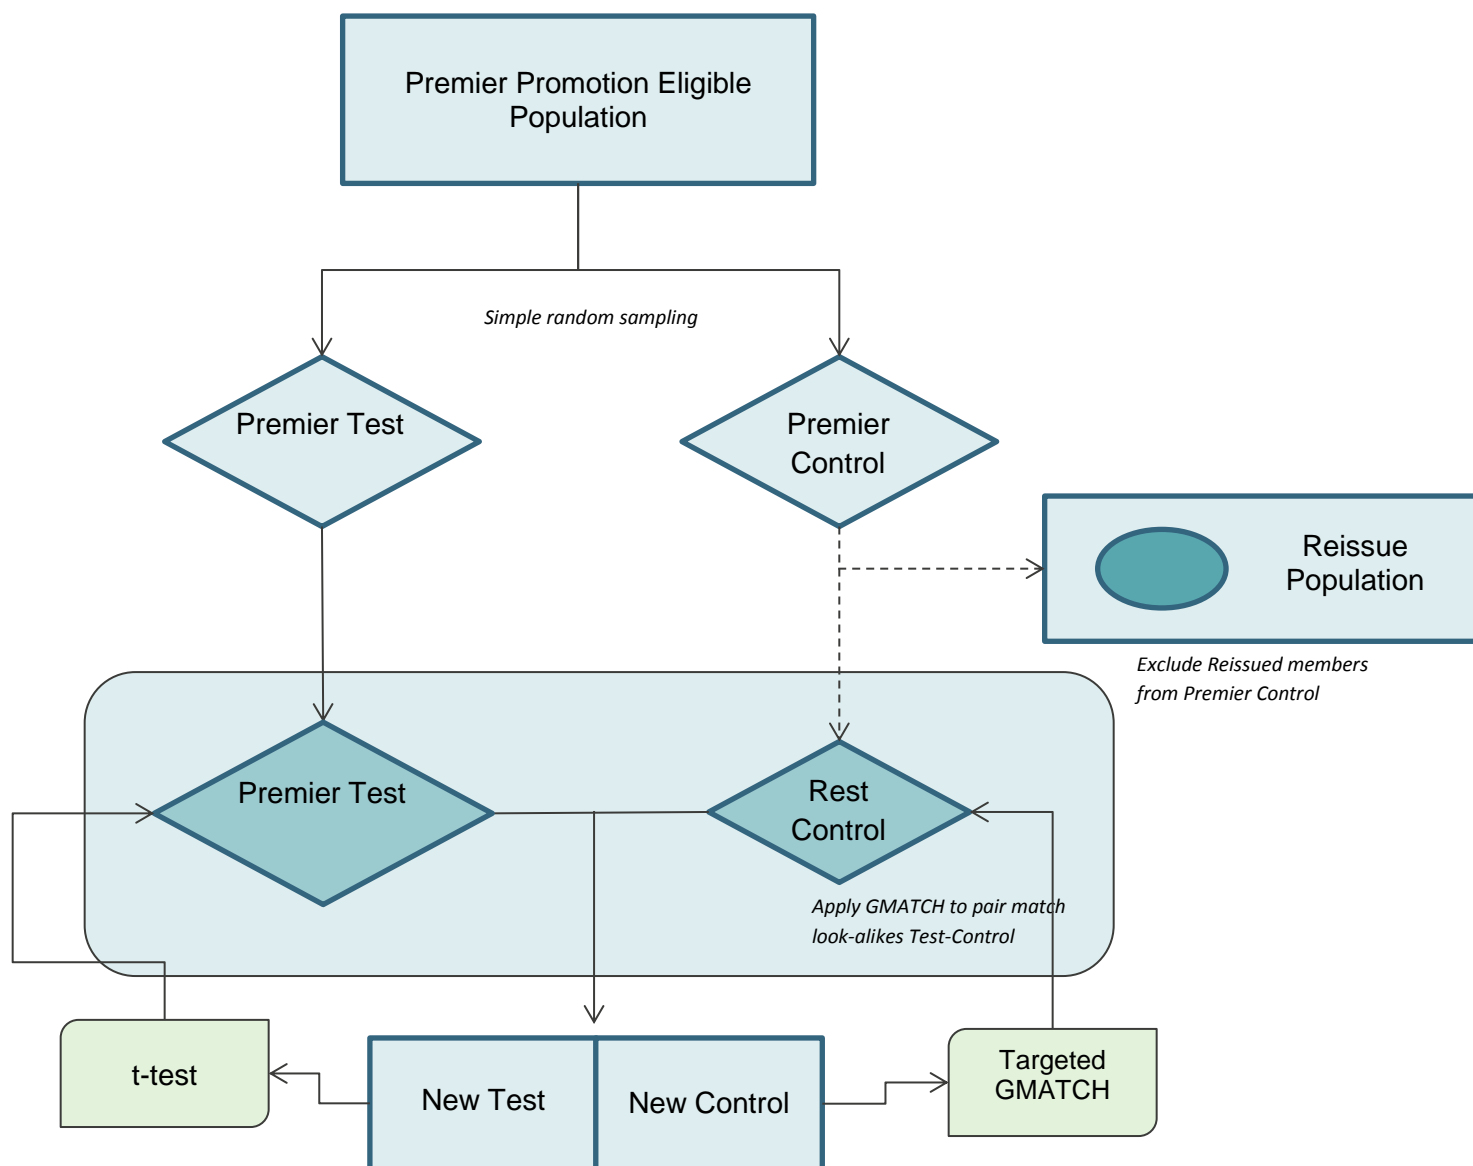 Premier Promotion Eligible
Population
Simple random sampling
Premier Test
Premier
Control
Reissue
Population
Exclude Reissued members
from Premier Control
Premier Test
Rest
Control
Apply GMATCH to pair match
look-alikes Test-Control
t-test
New Test
New Control
Targeted
GMATCH